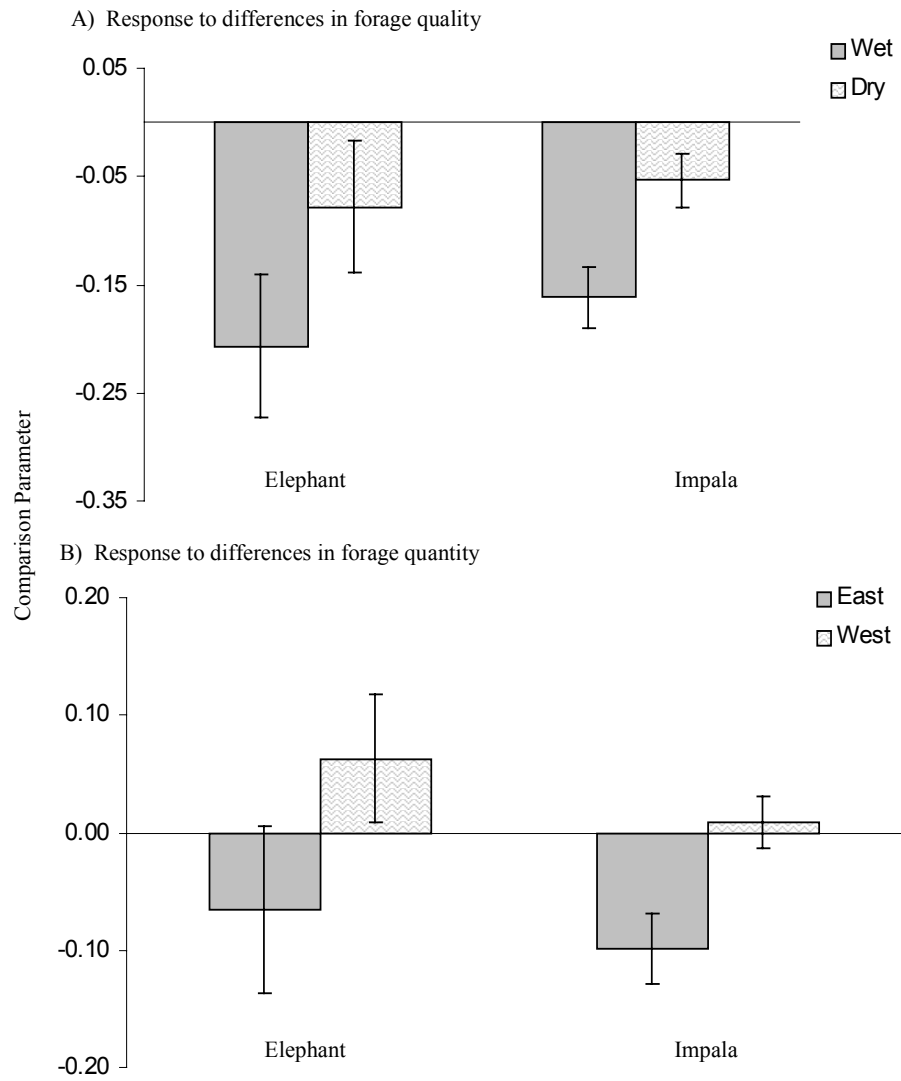 A) Response to differences in forage quality
Wet
Dry
0.05
-0.05
-0.15
-0.25
-0.35
Elephant
Impala
Comparison Parameter
B) Response to differences in forage quantity
East
West
0.20
0.10
0.00
-0.10
-0.20
Elephant
Impala